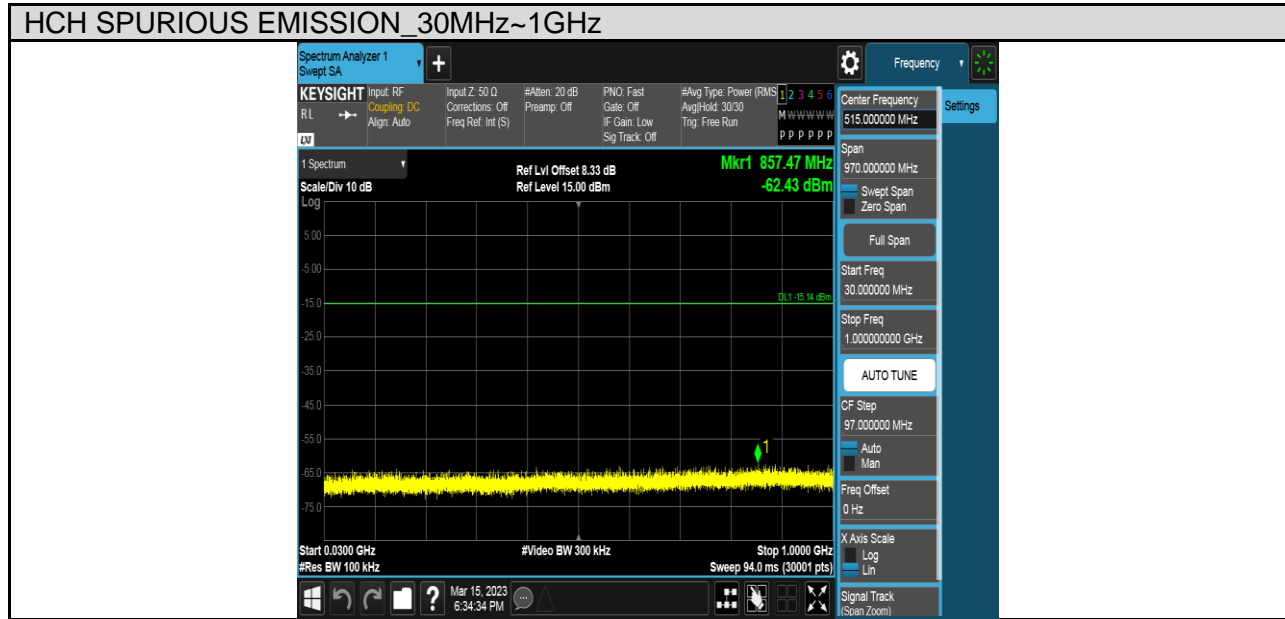 HCH SPURIOUS EMISSION_30MHz~1GHz
Spectrum Analyzer 1
Swept SA
+
Frequency
KEYSIGHT
RL
LXI
Input: RF
Coupling: DC
Align: Auto
Input Z: 50 Ω
Corrections: Off
Freq Ref: Int (S)
#Atten: 20 dB
Preamp: Off
PNO: Fast
Gate: Off
IF Gain: Low
Sig Track: Off
#Avg Type: Power (RMS
Avg|Hold: 30/30
Trig: Free Run
1 2 3 4 5 6
M W W W W W
P P P P P P
1 Spectrum
Scale/Div 10 dB
Log
Ref Lvl Offset 8.33 dB
Ref Level 15.00 dBm
Mkr1 857.47 MHz
-62.43 dBm
5.00
-5.00
-15.0
DL1 -15.14 dBm
-25.0
-35.0
-45.0
-55.0
1
-65.0
-75.0
Start 0.0300 GHz
#Res BW 100 kHz
#Video BW 300 kHz
Stop 1.0000 GHz
Sweep 94.0 ms (30001 pts)
Center Frequency
515.000000 MHz
Settings
Span
970.000000 MHz
Swept Span
Zero Span
Full Span
Start Freq
30.000000 MHz
Stop Freq
1.000000000 GHz
AUTO TUNE
CF Step
97.000000 MHz
Auto
Man
Freq Offset
0 Hz
X Axis Scale
Log
Lin
Signal Track
(Span Zoom)
?
Mar 15, 2023
6:34:34 PM